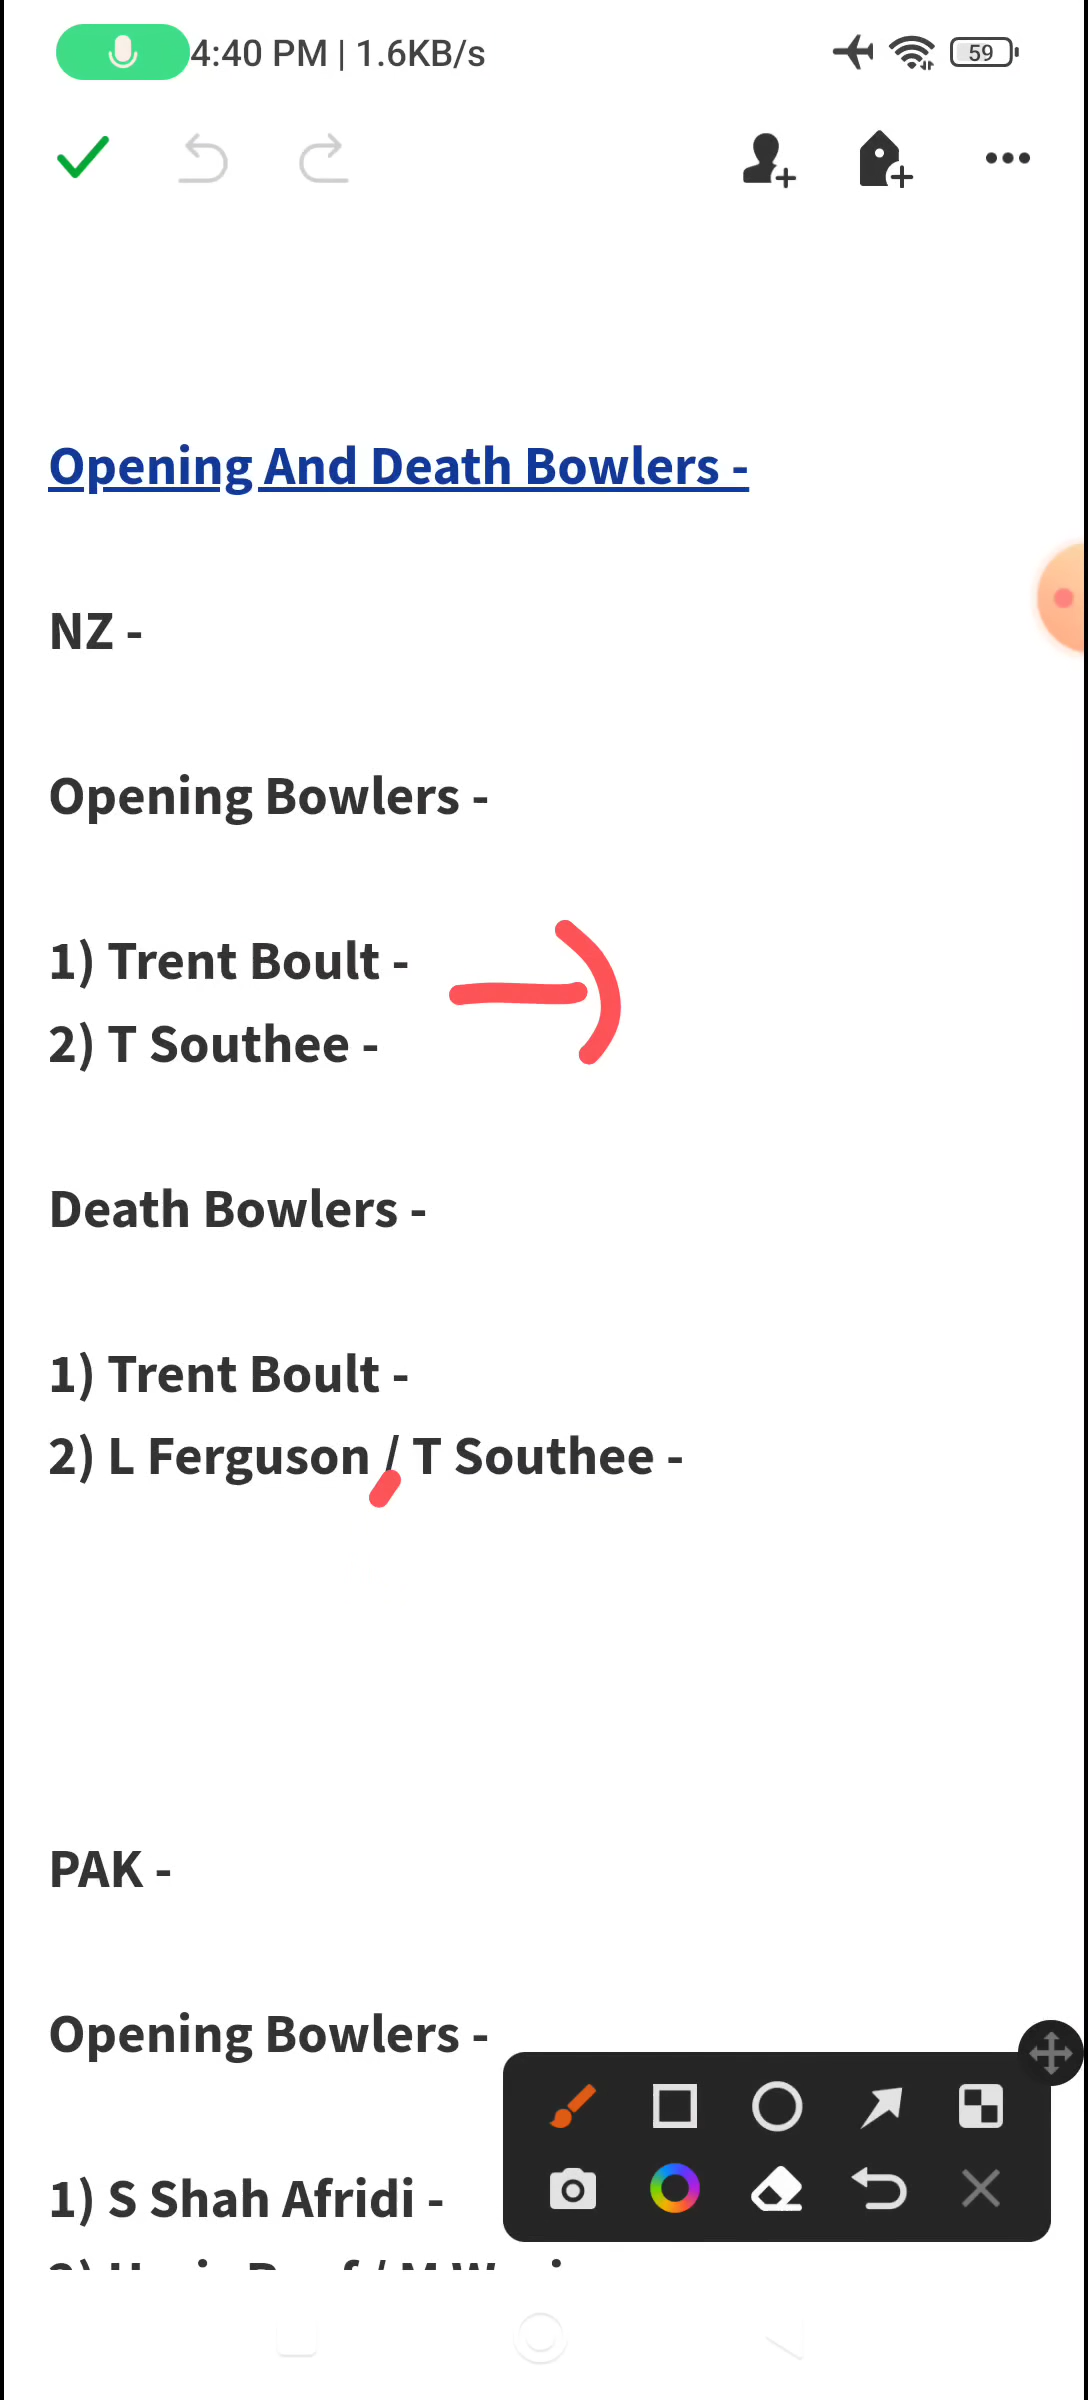 4:40 PM | 1.6KB/s
59
Opening And Death Bowlers -
NZ -
Opening Bowlers -
1) Trent Boult -
2) T Southee -
Death Bowlers -
1) Trent Boult -
2) L Ferguson / T Southee -
PAK -
Opening Bowlers -
1) S Shah Afridi -